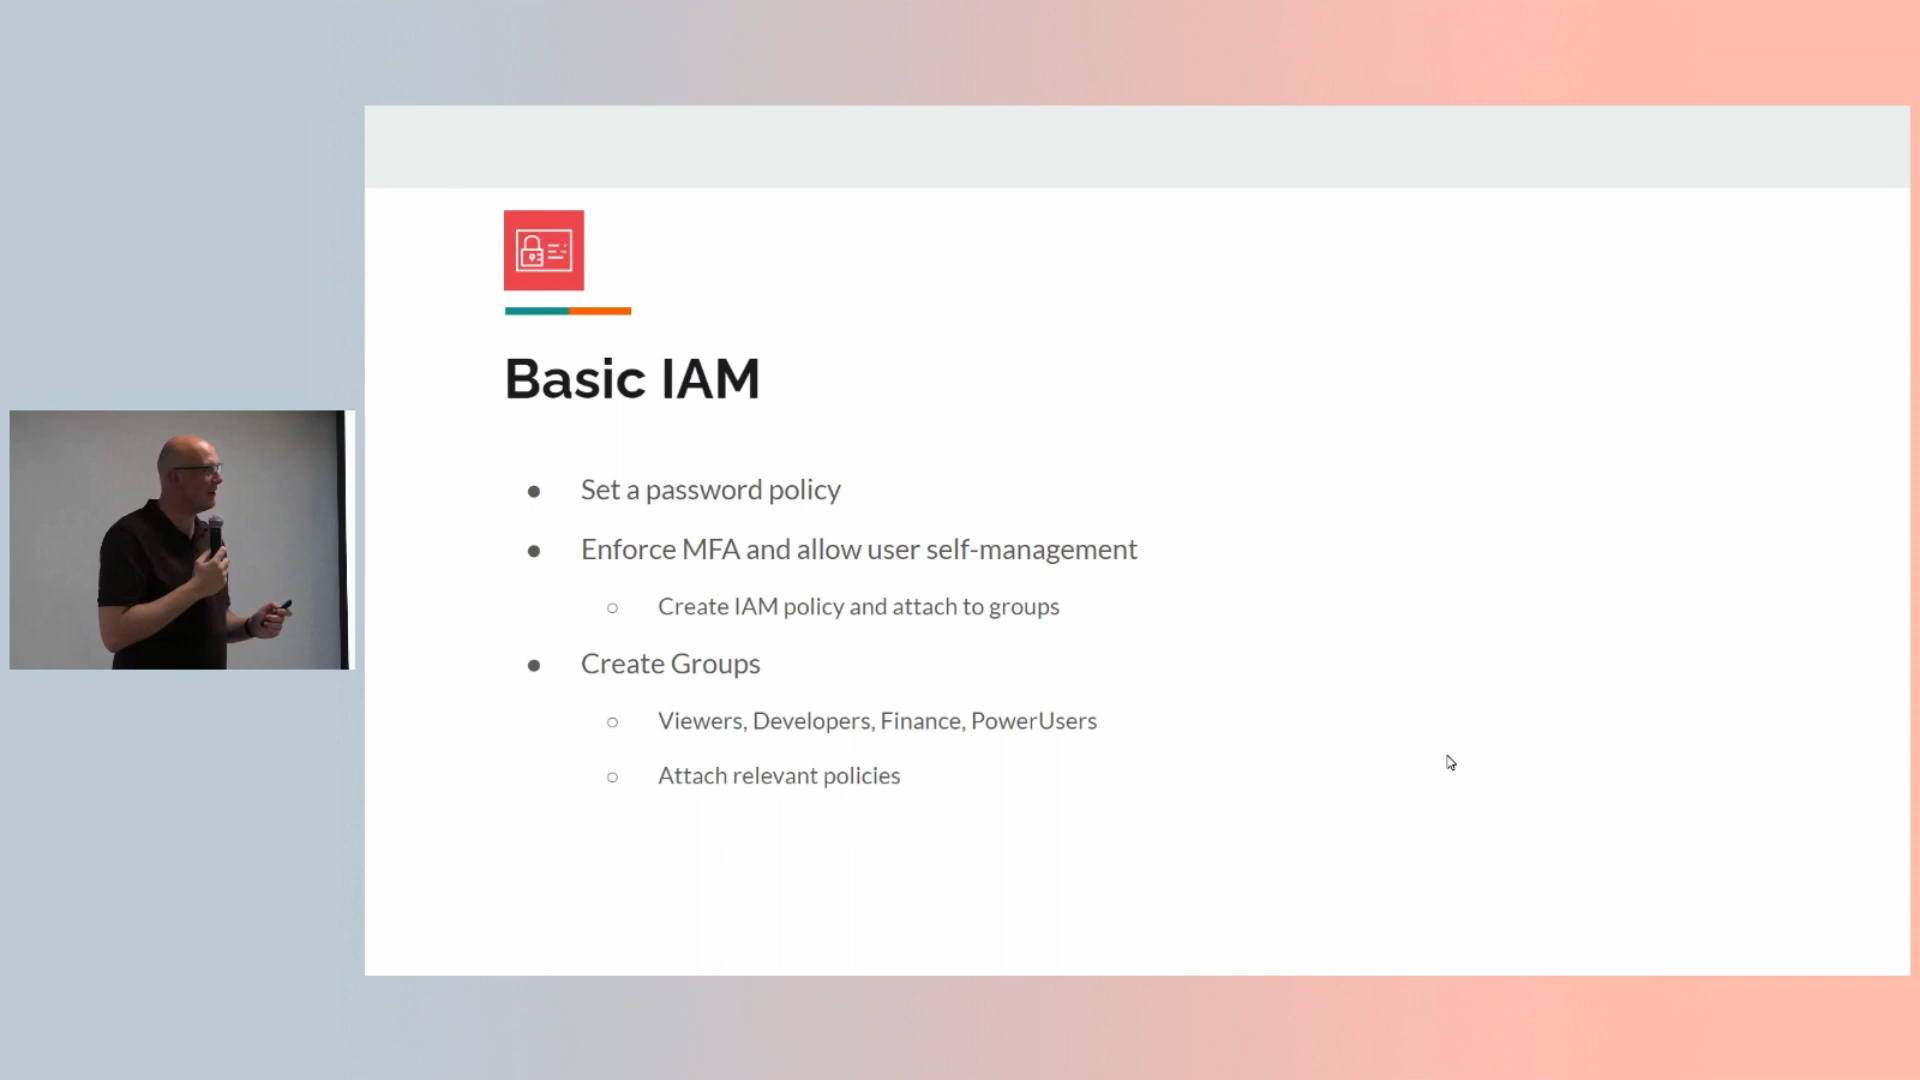 Basic IAM
● Set a password policy
● Enforce MFA and allow user self-management
○ Create IAM policy and attach to groups
● Create Groups
○ Viewers, Developers, Finance, PowerUsers
○ Attach relevant policies